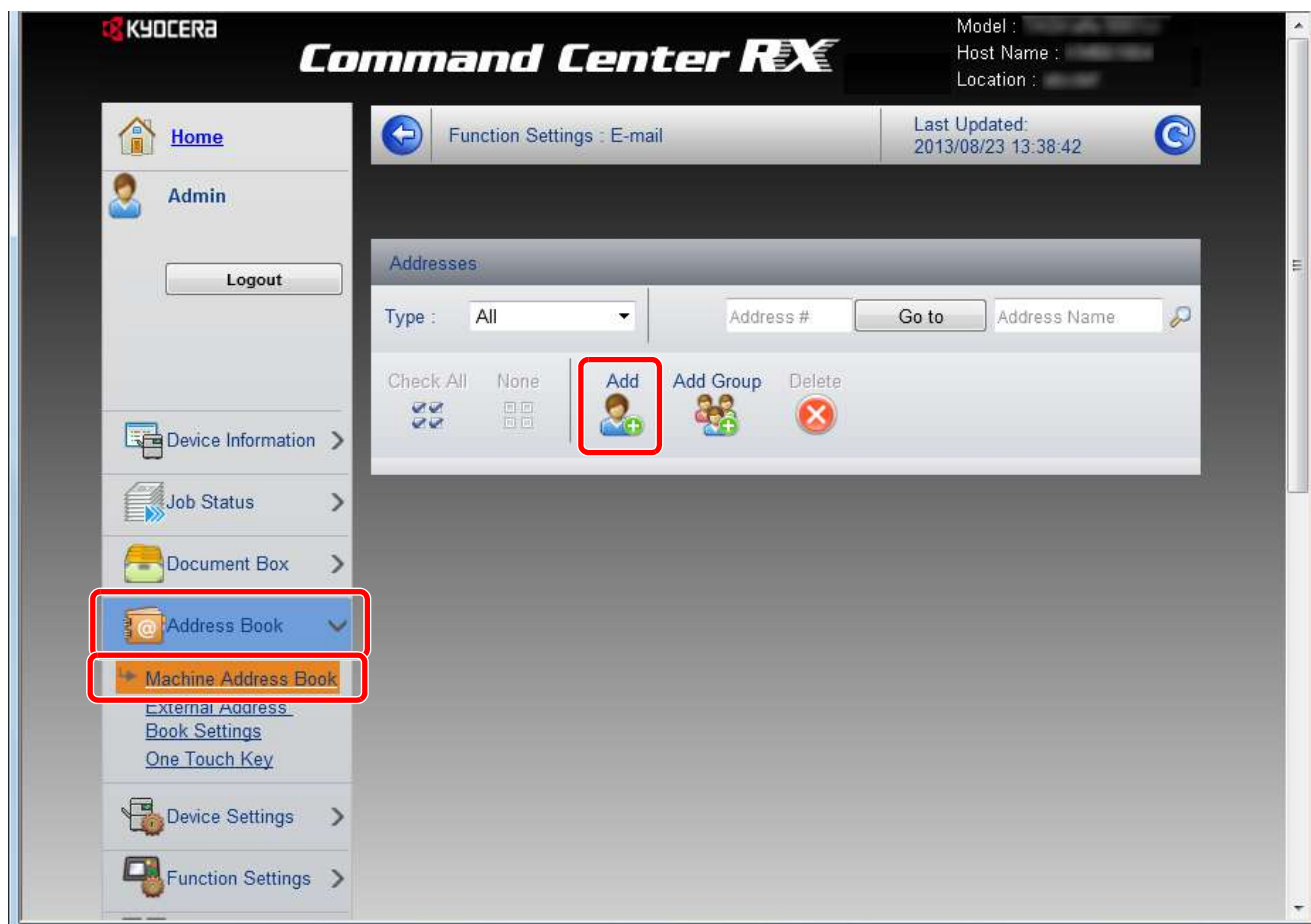 KYOCERA
Command Center RX
Model :
Host Name :
Location :
Home
Admin
Logout
Device Information
Job Status
Document Box
Address Book
Machine Address Book
External Address
Book Settings
One Touch Key
Device Settings
Function Settings
Function Settings : E-mail
Last Updated:
2013/08/23 13:38:42
Addresses
Type :
All
Address #
Go to
Address Name
Check All
None
Add
Add Group
Delete